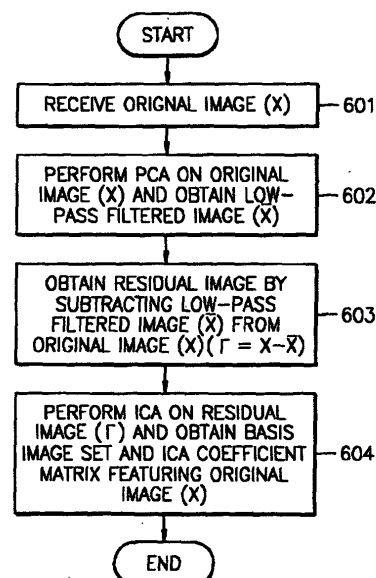 START
RECEIVE ORIGNAL IMAGE (X)
601
PERFORM PCA ON ORIGINAL
IMAGE (X) AND OBTAIN LOW-
PASS FILTERED IMAGE (X̄)
602
OBTAIN RESIDUAL IMAGE BY
SUBTRACTING LOW-PASS
FILTERED IMAGE (X̄) FROM
ORIGINAL IMAGE (X)(Γ = X-X̄)
603
PERFORM ICA ON RESIDUAL
IMAGE (Γ) AND OBTAIN BASIS
IMAGE SET AND ICA COEFFICIENT
MATRIX FEATURING ORIGINAL
IMAGE (X)
604
END